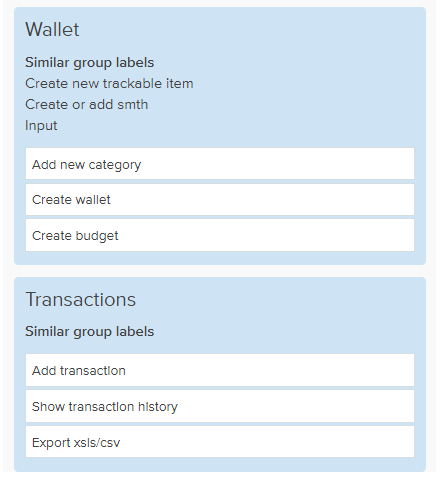 Wallet
Similar group labels
Create new trackable item
Create or add smth
Input
Add new category
Create wallet
Create budget
Transactions
Similar group labels
Add transaction
Show transaction history
Export xsls/csv